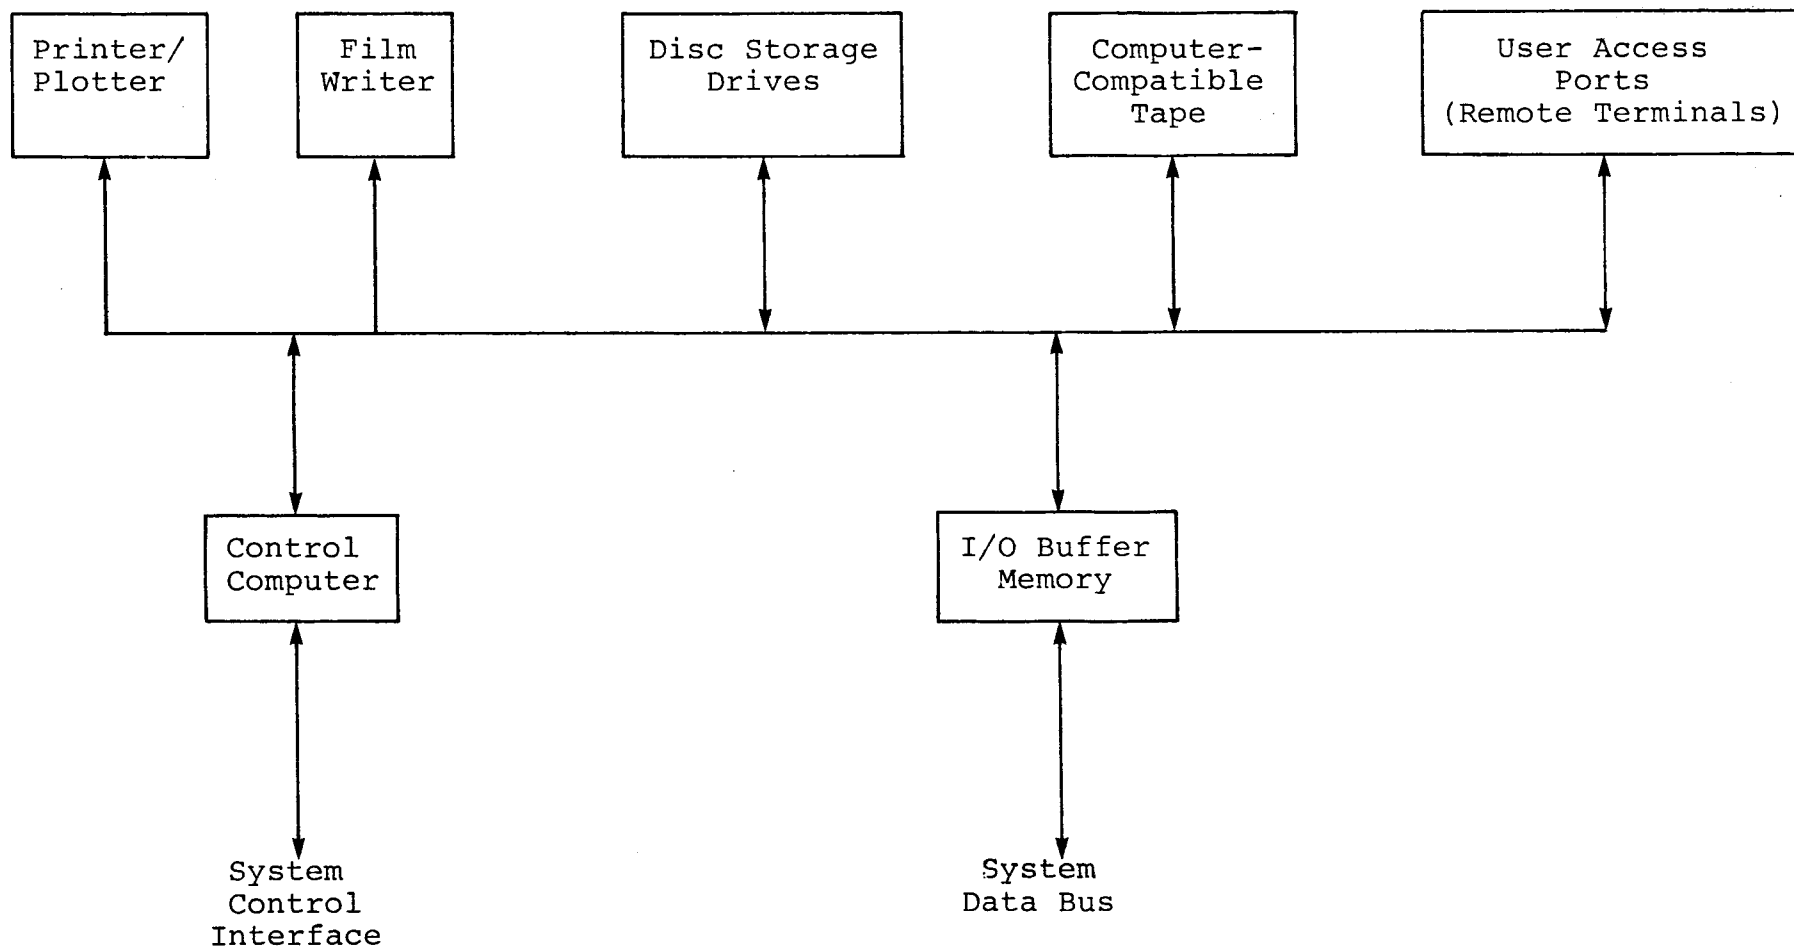 Printer/
Plotter
Film
Writer
Disc Storage
Drives
Computer-
Compatible
Tape
User Access
Ports
(Remote Terminals)
Control
Computer
I/O Buffer
Memory
System
Control
Interface
System
Data Bus